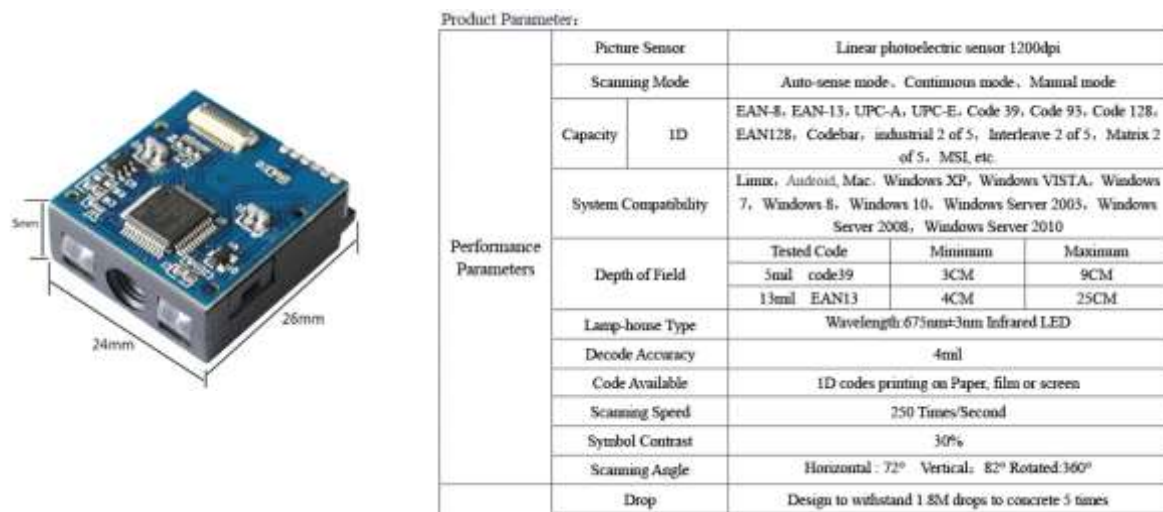 Product Parameter:
Picture Sensor Linear photoelectric sensor 1200dpi
Scanning Mode Auto-sense mode、Continuous mode、Manual mode
EAN-8，EAN-13，UPC-A，UPC-E，Code 39，Code 93，Code 128，
Capacity 1D EAN128，Codebar，industrial 2 of 5，Interleave 2 of 5，Matrix 2
of 5，MSI, etc.
Linux，Android, Mac，Windows XP，Windows VISTA，Windows
System Compatibility 7，Windows 8，Windows 10，Windows Server 2003，Windows
Server 2008，Windows Server 2010
Performance Parameters
Depth of Field
Tested Code Minimum Maximum
5mil code39 3CM 9CM
13mil EAN13 4CM 25CM
Lamp-house Type Wavelength:675nm±3nm Infrared LED
Decode Accuracy 4mil
Code Available 1D codes printing on Paper, film or screen
Scanning Speed 250 Times/Second
Symbol Contrast 30%
Scanning Angle Horizontal : 72° Vertical：82° Rotated:360°
Drop Design to withstand 1.8M drops to concrete 5 times
5mm
24mm
26mm